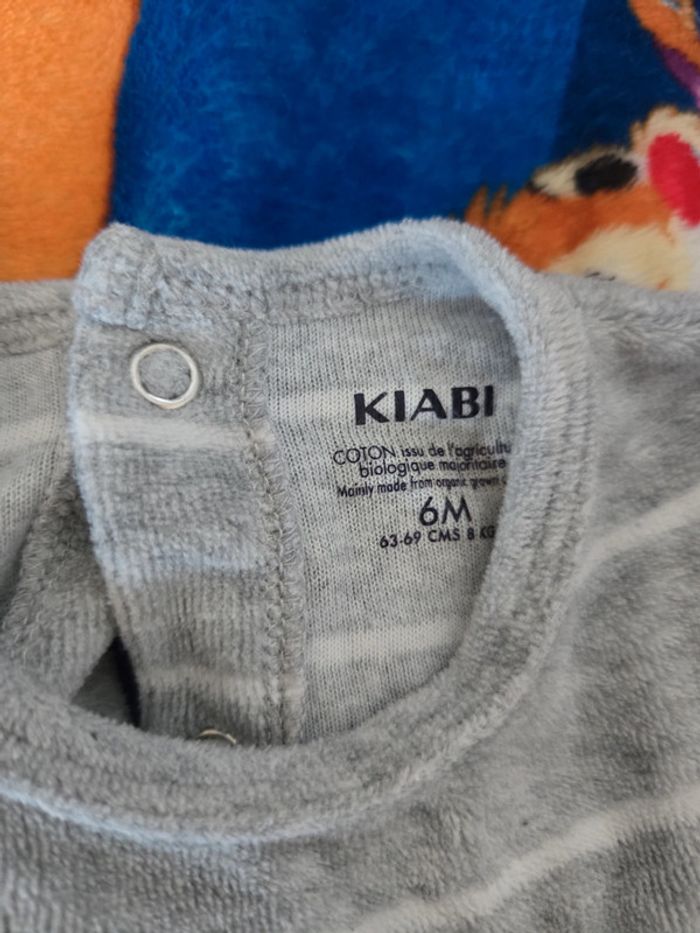 KIABI
COTON issu de l'agricultu
biologique majoritaire
Mainly made from organic grown
6M
63-69 CMS 8 KG